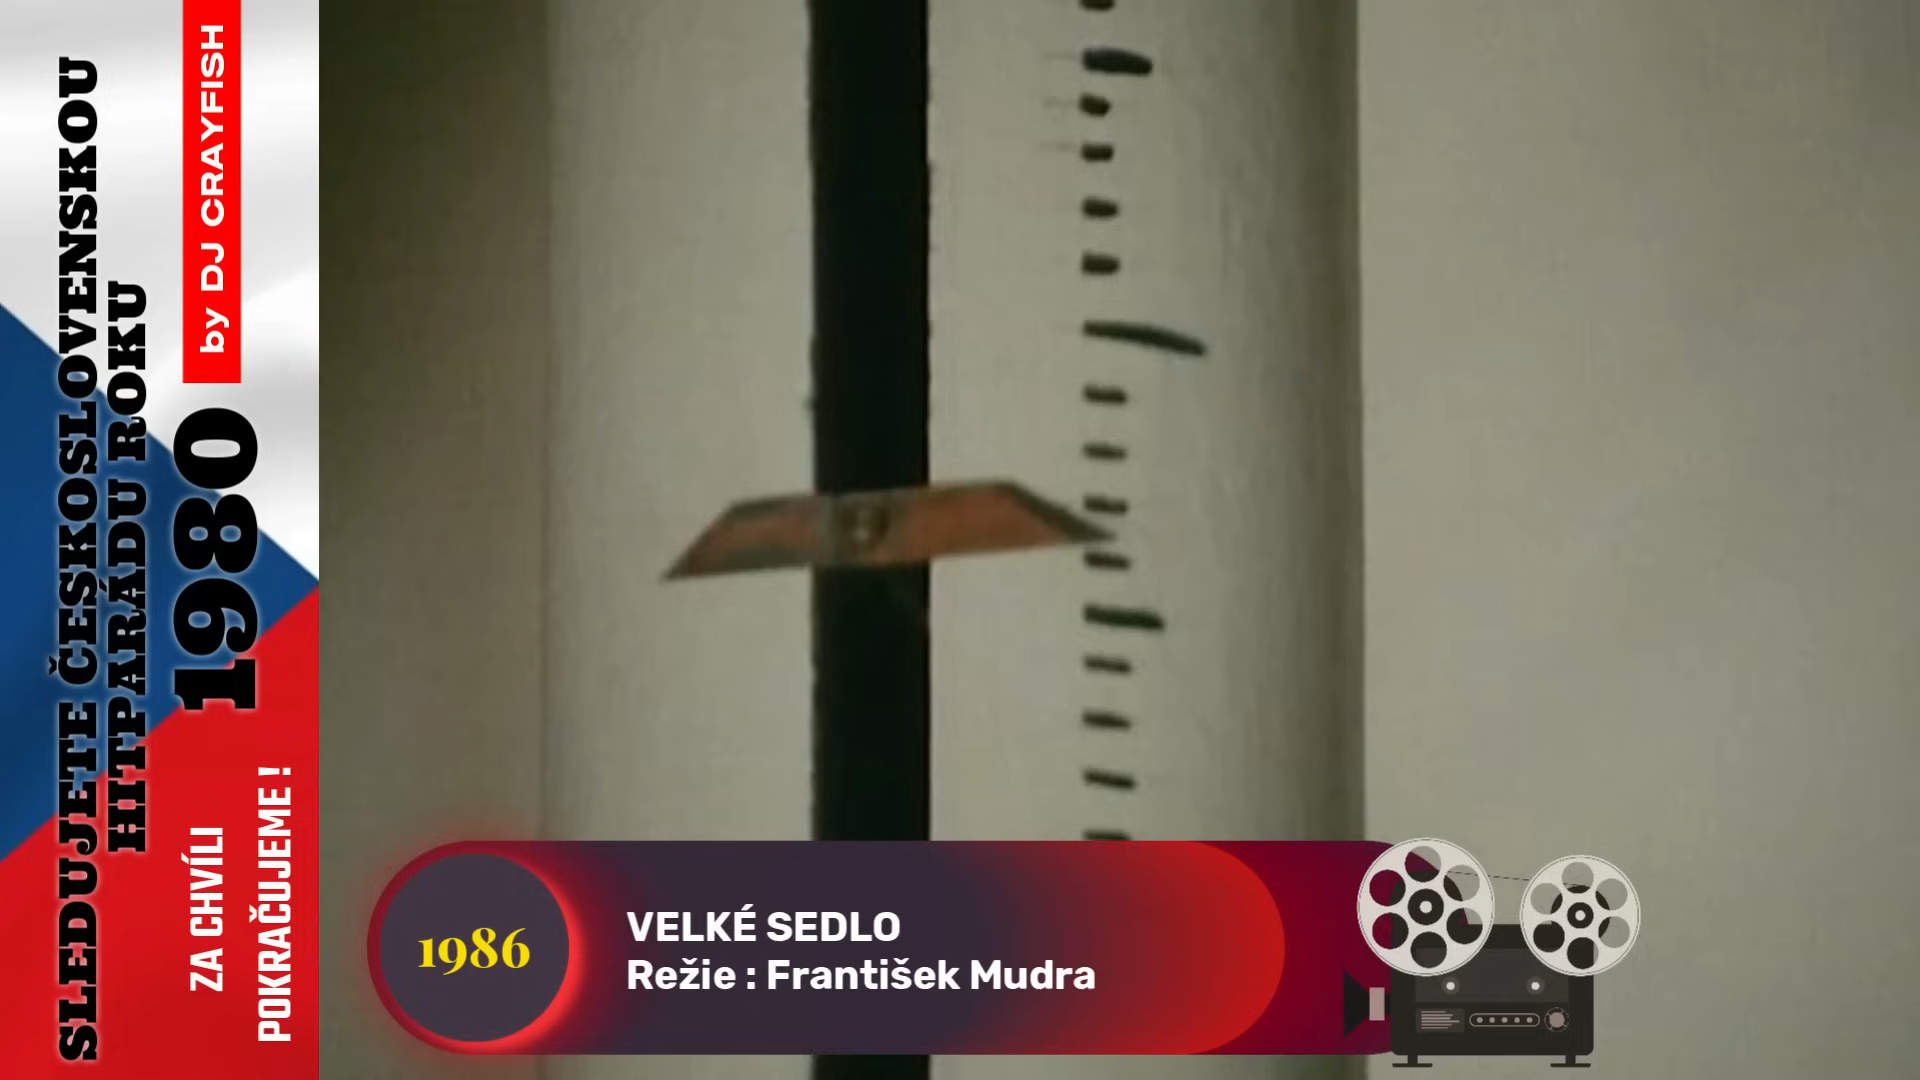 SLEDUJETE ČESKOSLOVENSKOU
HITPARÁDU ROKU
1980
by DJ CRAYFISH
ZA CHVÍLI
POKRAČUJEME !
1986
VELKÉ SEDLO
Režie : František Mudra